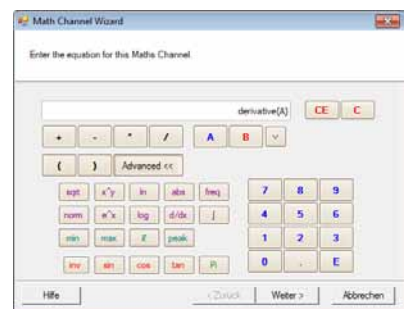 Math Channel Wizard
Enter the equation for this Maths Channel.
derivative(A) CE C
+ - * / A B
( ) Advanced <<
sqrt x^y ln abs freq 7 8 9
norm e^x log d/dx ∫ 4 5 6
min max peak 1 2 3
inv sin cos tan Pi 0 . E
Hilfe < Zurück Weiter > Abbrechen